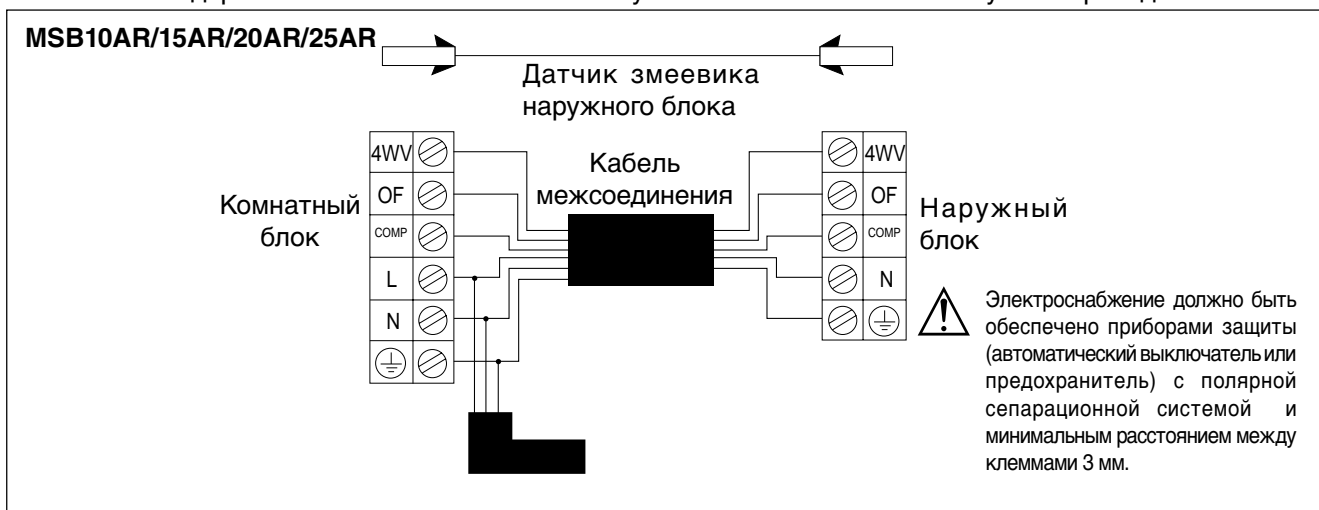 MSB10AR/15AR/20AR/25AR
Датчик змеевика
наружного блока
4WV
OF
COMP
L
N
Комнатный
блок
Кабель
межсоединения
4WV
OF
COMP
N
Наружный
блок
Электроснабжение должно быть
обеспечено приборами защиты
(автоматический выключатель или
предохранитель) с полярной
сепарационной системой и
минимальным расстоянием между
клеммами 3 мм.